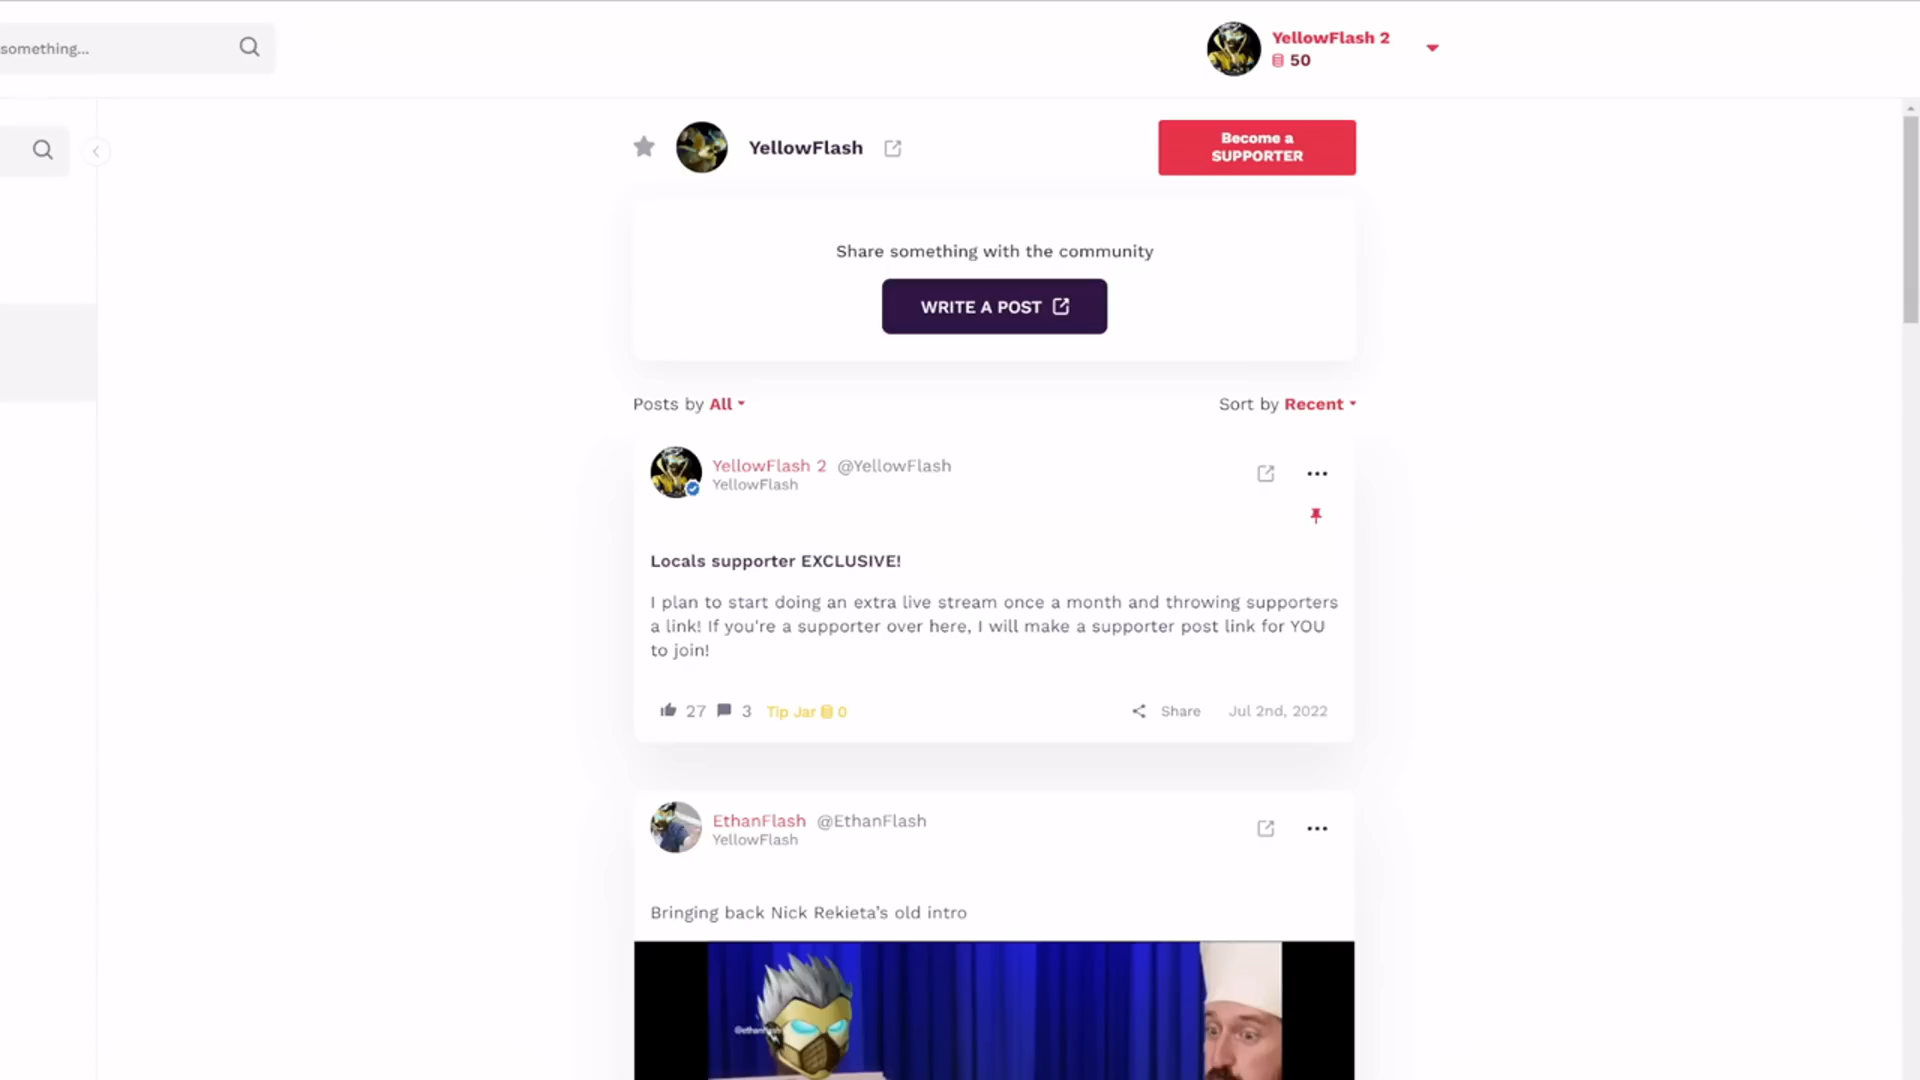 something...
YellowFlash 2
50
YellowFlash
Become a
SUPPORTER
Share something with the community
WRITE A POST
Posts by All
Sort by Recent
YellowFlash 2 @YellowFlash
YellowFlash
Locals supporter EXCLUSIVE!
I plan to start doing an extra live stream once a month and throwing supporters
a link! If you're a supporter over here, I will make a supporter post link for YOU
to join!
27 3 Tip Jar 0
Share Jul 2nd, 2022
EthanFlash @EthanFlash
YellowFlash
Bringing back Nick Rekieta's old intro
@ethanflash